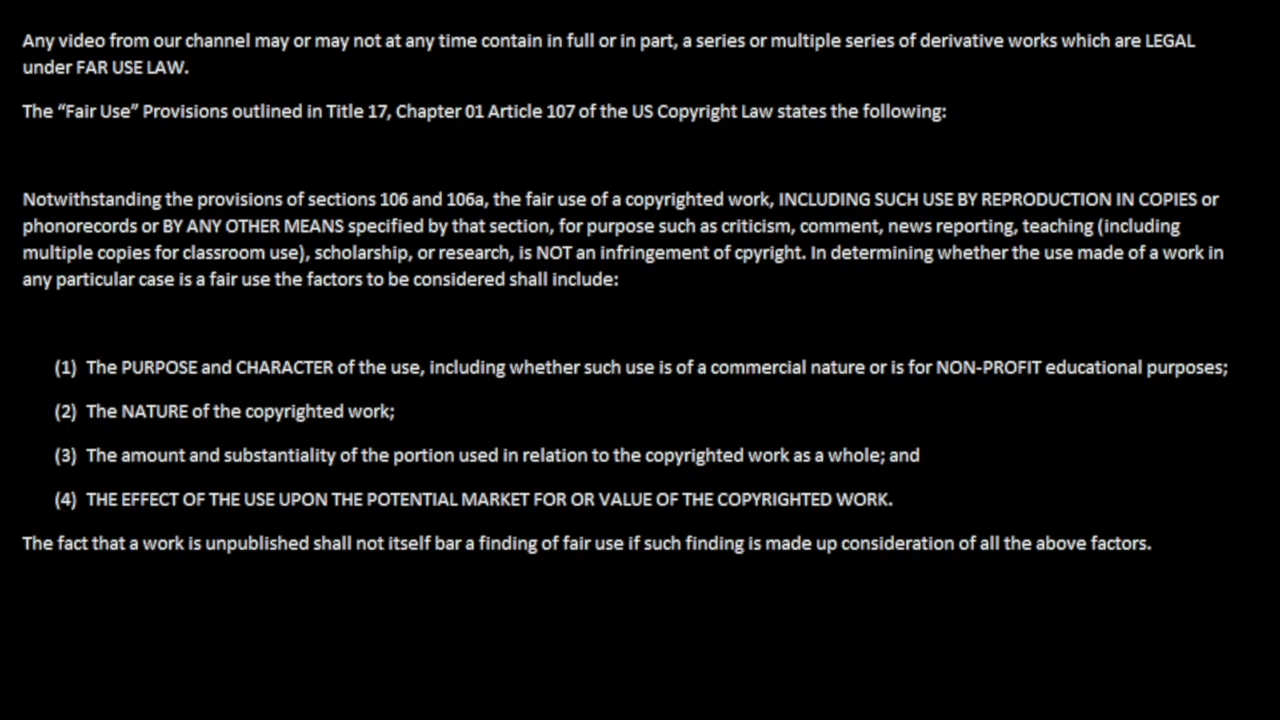 Any video from our channel may or may not at any time contain in full or in part, a series or multiple series of derivative works which are LEGAL
under FAR USE LAW.
The “Fair Use” Provisions outlined in Title 17, Chapter 01 Article 107 of the US Copyright Law states the following:
Notwithstanding the provisions of sections 106 and 106a, the fair use of a copyrighted work, INCLUDING SUCH USE BY REPRODUCTION IN COPIES or
phonorecords or BY ANY OTHER MEANS specified by that section, for purpose such as criticism, comment, news reporting, teaching (including
multiple copies for classroom use), scholarship, or research, is NOT an infringement of cpyright. In determining whether the use made of a work in
any particular case is a fair use the factors to be considered shall include:
(1) The PURPOSE and CHARACTER of the use, including whether such use is of a commercial nature or is for NON-PROFIT educational purposes;
(2) The NATURE of the copyrighted work;
(3) The amount and substantiality of the portion used in relation to the copyrighted work as a whole; and
(4) THE EFFECT OF THE USE UPON THE POTENTIAL MARKET FOR OR VALUE OF THE COPYRIGHTED WORK.
The fact that a work is unpublished shall not itself bar a finding of fair use if such finding is made up consideration of all the above factors.